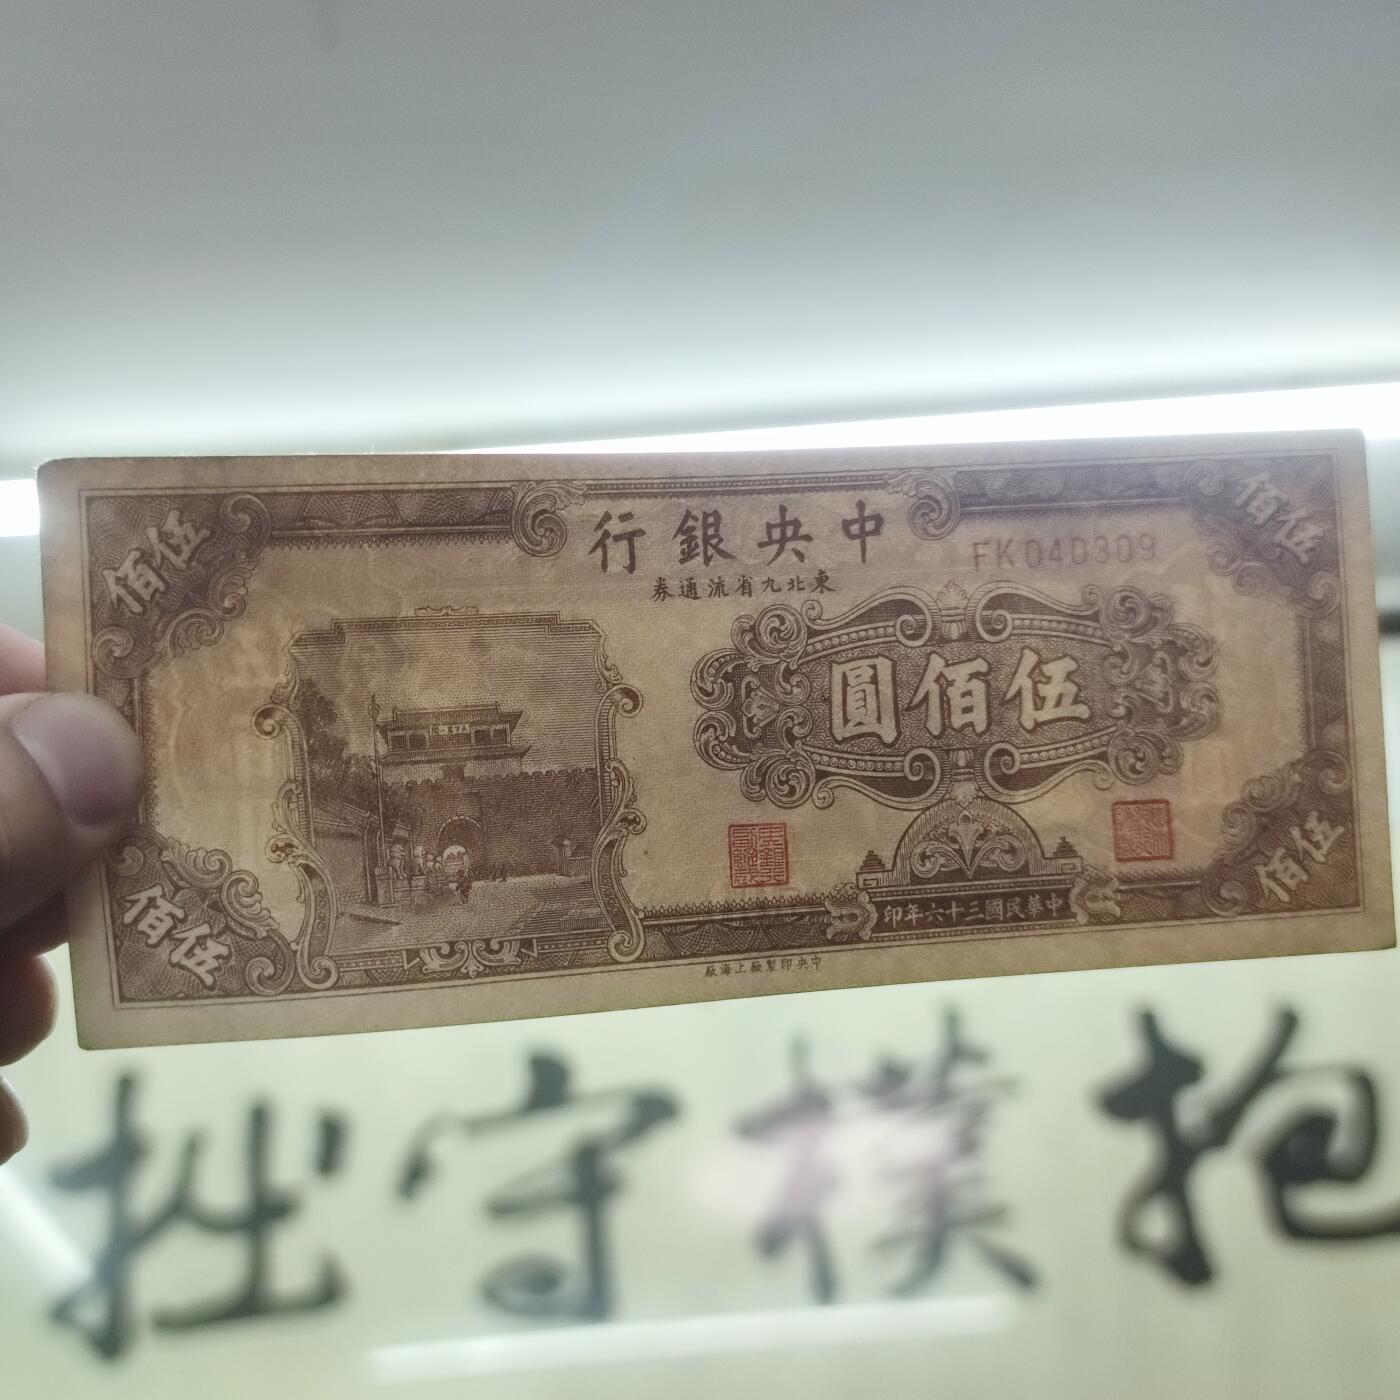 中央銀行
東北九省流通券
FK040309
伍佰
伍佰
伍佰圓
伍佰
伍佰
中華民國三十六年印
中央印製廠上海廠
抱樸守拙